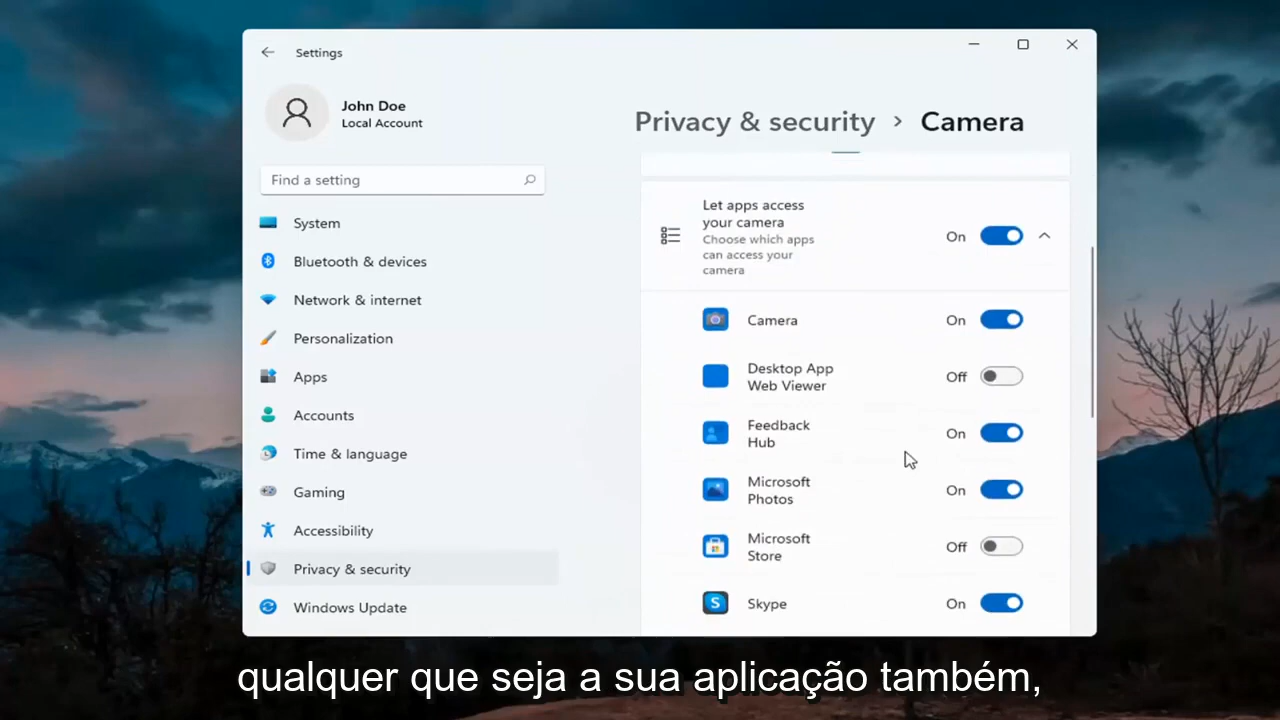 Settings
John Doe
Local Account
Find a setting
System
Bluetooth & devices
Network & internet
Personalization
Apps
Accounts
Time & language
Gaming
Accessibility
Privacy & security
Windows Update
Privacy & security > Camera
Let apps access
your camera
Choose which apps
can access your
camera
On
Camera
On
Desktop App
Web Viewer
Off
Feedback
Hub
On
Microsoft
Photos
On
Microsoft
Store
Off
Skype
On
qualquer que seja a sua aplicação também,